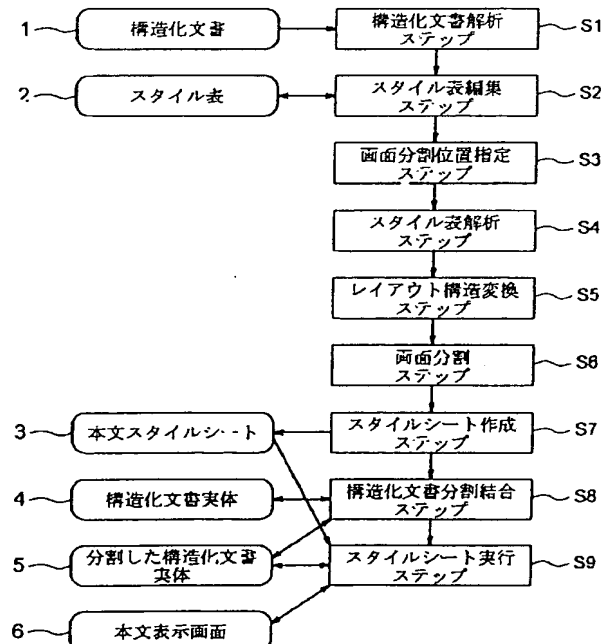 1
構造化文書
構造化文書解析
ステップ
S1
2
スタイル表
スタイル表編集
ステップ
S2
画面分割位置指定
ステップ
S3
スタイル表解析
ステップ
S4
レイアウト構造変換
ステップ
S5
画面分割
ステップ
S6
3
本文スタイルシート
スタイルシート作成
ステップ
S7
4
構造化文書実体
構造化文書分割結合
ステップ
S8
5
分割した構造化文書
実体
スタイルシート実行
ステップ
S9
6
本文表示画面